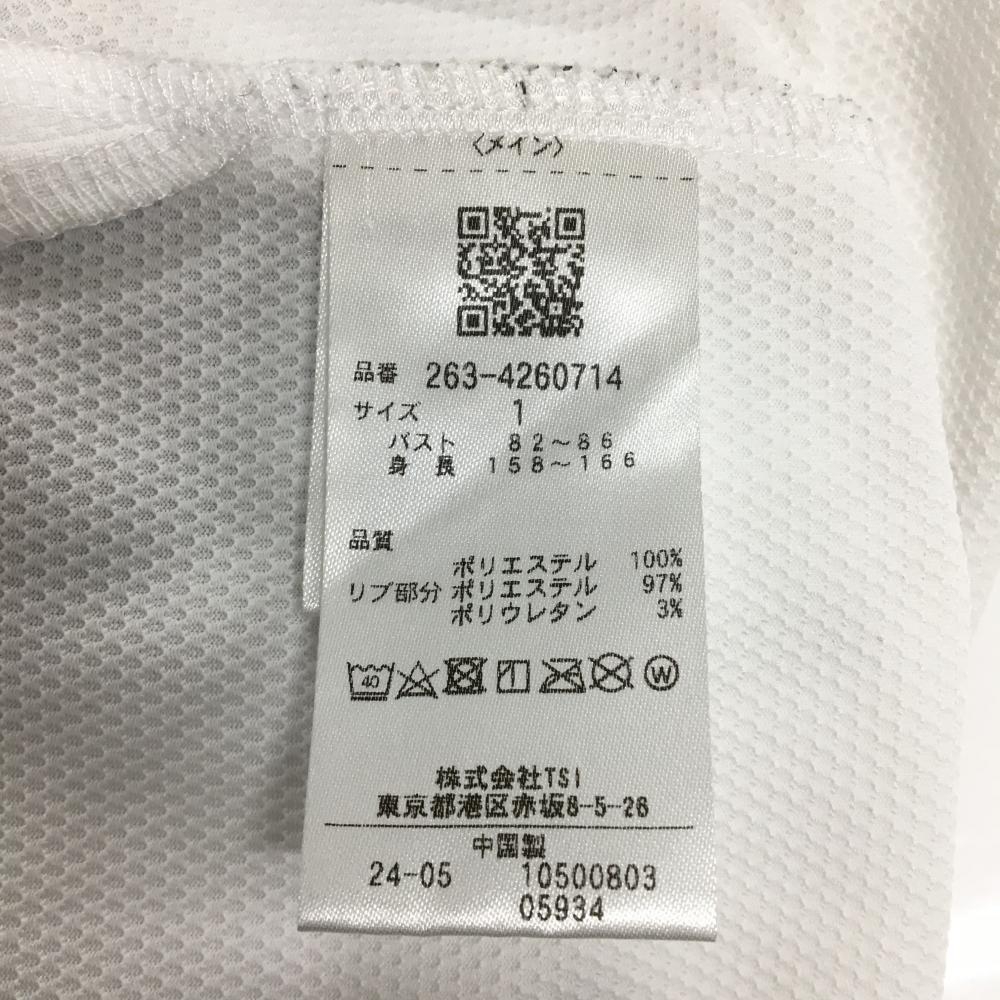 〈メイン〉
品番 263-4260714
サイズ 1
バスト 82～86
身長 158～166
品質
ポリエステル 100%
リブ部分 ポリエステル 97%
ポリウレタン 3%
40
W
株式会社TSI
東京都港区赤坂8-5-26
中国製
24-05 10500803
05934